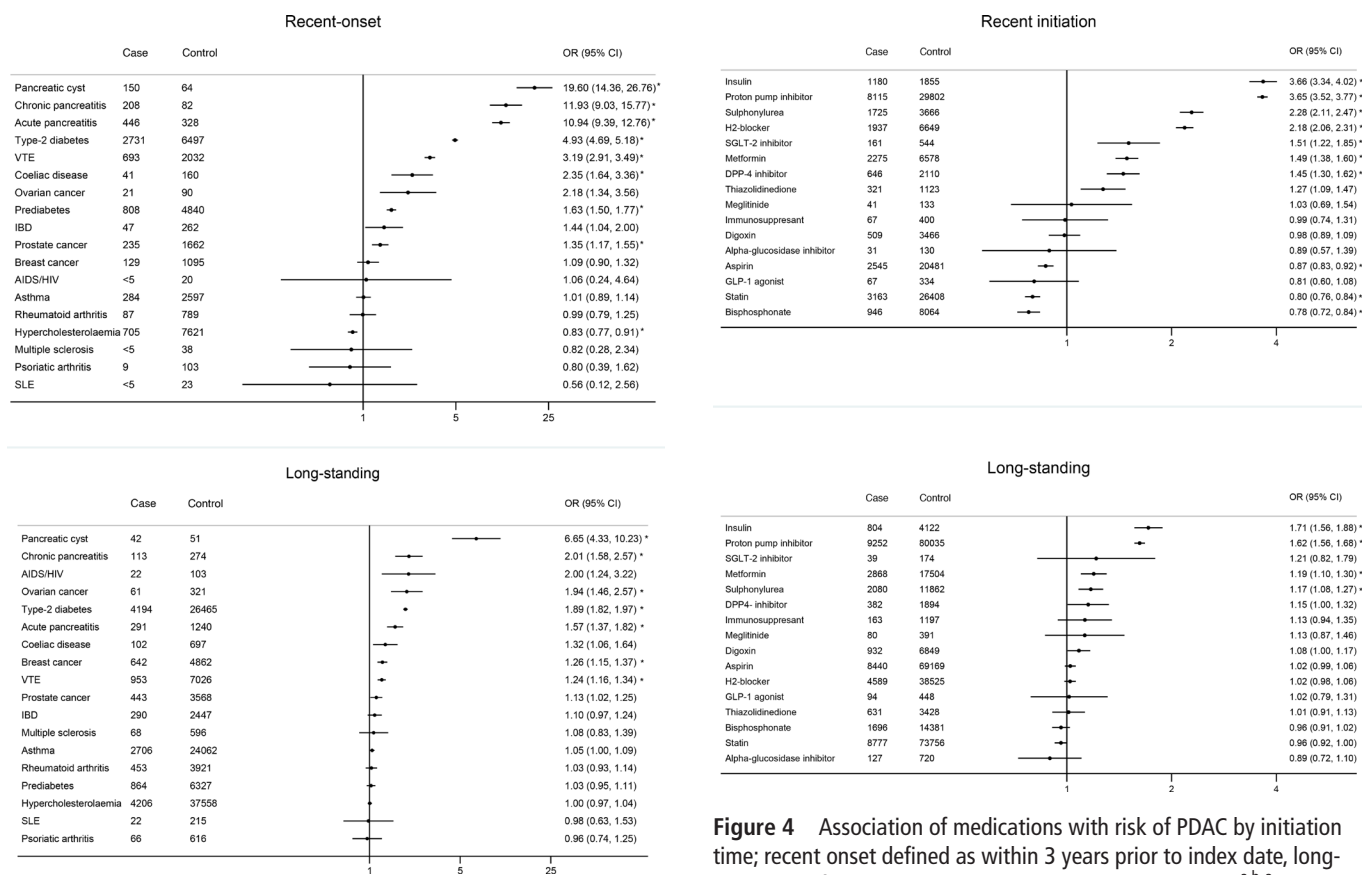 Recent-onset
Case Control OR (95% CI)
Pancreatic cyst 150 64 19.60 (14.36, 26.76)*
Chronic pancreatitis 208 82 11.93 (9.03, 15.77)*
Acute pancreatitis 446 328 10.94 (9.39, 12.76)*
Type-2 diabetes 2731 6497 4.93 (4.69, 5.18)*
VTE 693 2032 3.19 (2.91, 3.49)*
Coeliac disease 41 160 2.35 (1.64, 3.36)*
Ovarian cancer 21 90 2.18 (1.34, 3.56)
Prediabetes 808 4840 1.63 (1.50, 1.77)*
IBD 47 262 1.44 (1.04, 2.00)
Prostate cancer 235 1662 1.35 (1.17, 1.55)*
Breast cancer 129 1095 1.09 (0.90, 1.32)
AIDS/HIV <5 20 1.06 (0.24, 4.64)
Asthma 284 2597 1.01 (0.89, 1.14)
Rheumatoid arthritis 87 789 0.99 (0.79, 1.25)
Hypercholesterolaemia 705 7621 0.83 (0.77, 0.91)*
Multiple sclerosis <5 38 0.82 (0.28, 2.34)
Psoriatic arthritis 9 103 0.80 (0.39, 1.62)
SLE <5 23 0.56 (0.12, 2.56)
1 5 25
Long-standing
Case Control OR (95% CI)
Pancreatic cyst 42 51 6.65 (4.33, 10.23) *
Chronic pancreatitis 113 274 2.01 (1.58, 2.57) *
AIDS/HIV 22 103 2.00 (1.24, 3.22)
Ovarian cancer 61 321 1.94 (1.46, 2.57) *
Type-2 diabetes 4194 26465 1.89 (1.82, 1.97) *
Acute pancreatitis 291 1240 1.57 (1.37, 1.82) *
Coeliac disease 102 697 1.32 (1.06, 1.64)
Breast cancer 642 4862 1.26 (1.15, 1.37) *
VTE 953 7026 1.24 (1.16, 1.34) *
Prostate cancer 443 3568 1.13 (1.02, 1.25)
IBD 290 2447 1.10 (0.97, 1.24)
Multiple sclerosis 68 596 1.08 (0.83, 1.39)
Asthma 2706 24062 1.05 (1.00, 1.09)
Rheumatoid arthritis 453 3921 1.03 (0.93, 1.14)
Prediabetes 864 6327 1.03 (0.95, 1.11)
Hypercholesterolaemia 4206 37558 1.00 (0.97, 1.04)
SLE 22 215 0.98 (0.63, 1.53)
Psoriatic arthritis 66 616 0.96 (0.74, 1.25)
1 5 25
Recent initiation
Case Control OR (95% CI)
Insulin 1180 1855 3.66 (3.34, 4.02) *
Proton pump inhibitor 8115 29802 3.65 (3.52, 3.77) *
Sulphonylurea 1725 3666 2.28 (2.11, 2.47) *
H2-blocker 1937 6649 2.18 (2.06, 2.31) *
SGLT-2 inhibitor 161 544 1.51 (1.22, 1.85) *
Metformin 2275 6578 1.49 (1.38, 1.60) *
DPP-4 inhibitor 646 2110 1.45 (1.30, 1.62) *
Thiazolidinedione 321 1123 1.27 (1.09, 1.47)
Meglitinide 41 133 1.03 (0.69, 1.54)
Immunosuppresant 67 400 0.99 (0.74, 1.31)
Digoxin 509 3466 0.98 (0.89, 1.09)
Alpha-glucosidase inhibitor 31 130 0.89 (0.57, 1.39)
Aspirin 2545 20481 0.87 (0.83, 0.92) *
GLP-1 agonist 67 334 0.81 (0.60, 1.08)
Statin 3163 26408 0.80 (0.76, 0.84) *
Bisphosphonate 946 8064 0.78 (0.72, 0.84) *
1 2 4
Long-standing
Case Control OR (95% CI)
Insulin 804 4122 1.71 (1.56, 1.88) *
Proton pump inhibitor 9252 80035 1.62 (1.56, 1.68) *
SGLT-2 inhibitor 39 174 1.21 (0.82, 1.79)
Metformin 2868 17504 1.19 (1.10, 1.30) *
Sulphonylurea 2080 11862 1.17 (1.08, 1.27) *
DPP4- inhibitor 382 1894 1.15 (1.00, 1.32)
Immunosuppresant 163 1197 1.13 (0.94, 1.35)
Meglitinide 80 391 1.13 (0.87, 1.46)
Digoxin 932 6849 1.08 (1.00, 1.17)
Aspirin 8440 69169 1.02 (0.99, 1.06)
H2-blocker 4589 38525 1.02 (0.98, 1.06)
GLP-1 agonist 94 448 1.02 (0.79, 1.31)
Thiazolidinedione 631 3428 1.01 (0.91, 1.13)
Bisphosphonate 1696 14381 0.96 (0.91, 1.02)
Statin 8777 73756 0.96 (0.92, 1.00)
Alpha-glucosidase inhibitor 127 720 0.89 (0.72, 1.10)
1 2 4
Figure 4 Association of medications with risk of PDAC by initiation
time; recent onset defined as within 3 years prior to index date, long-